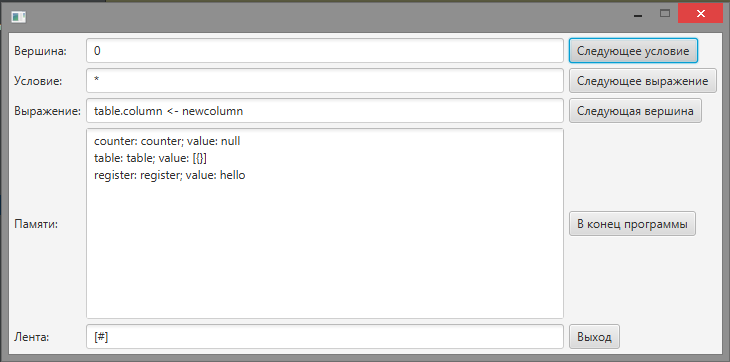 Вершина: 0 Следующее условие
Условие: * Следующее выражение
Выражение: table.column <- newcolumn Следующая вершина
counter: counter; value: null
table: table; value: [{}]
register: register; value: hello
Памяти: В конец программы
Лента: [#] Выход